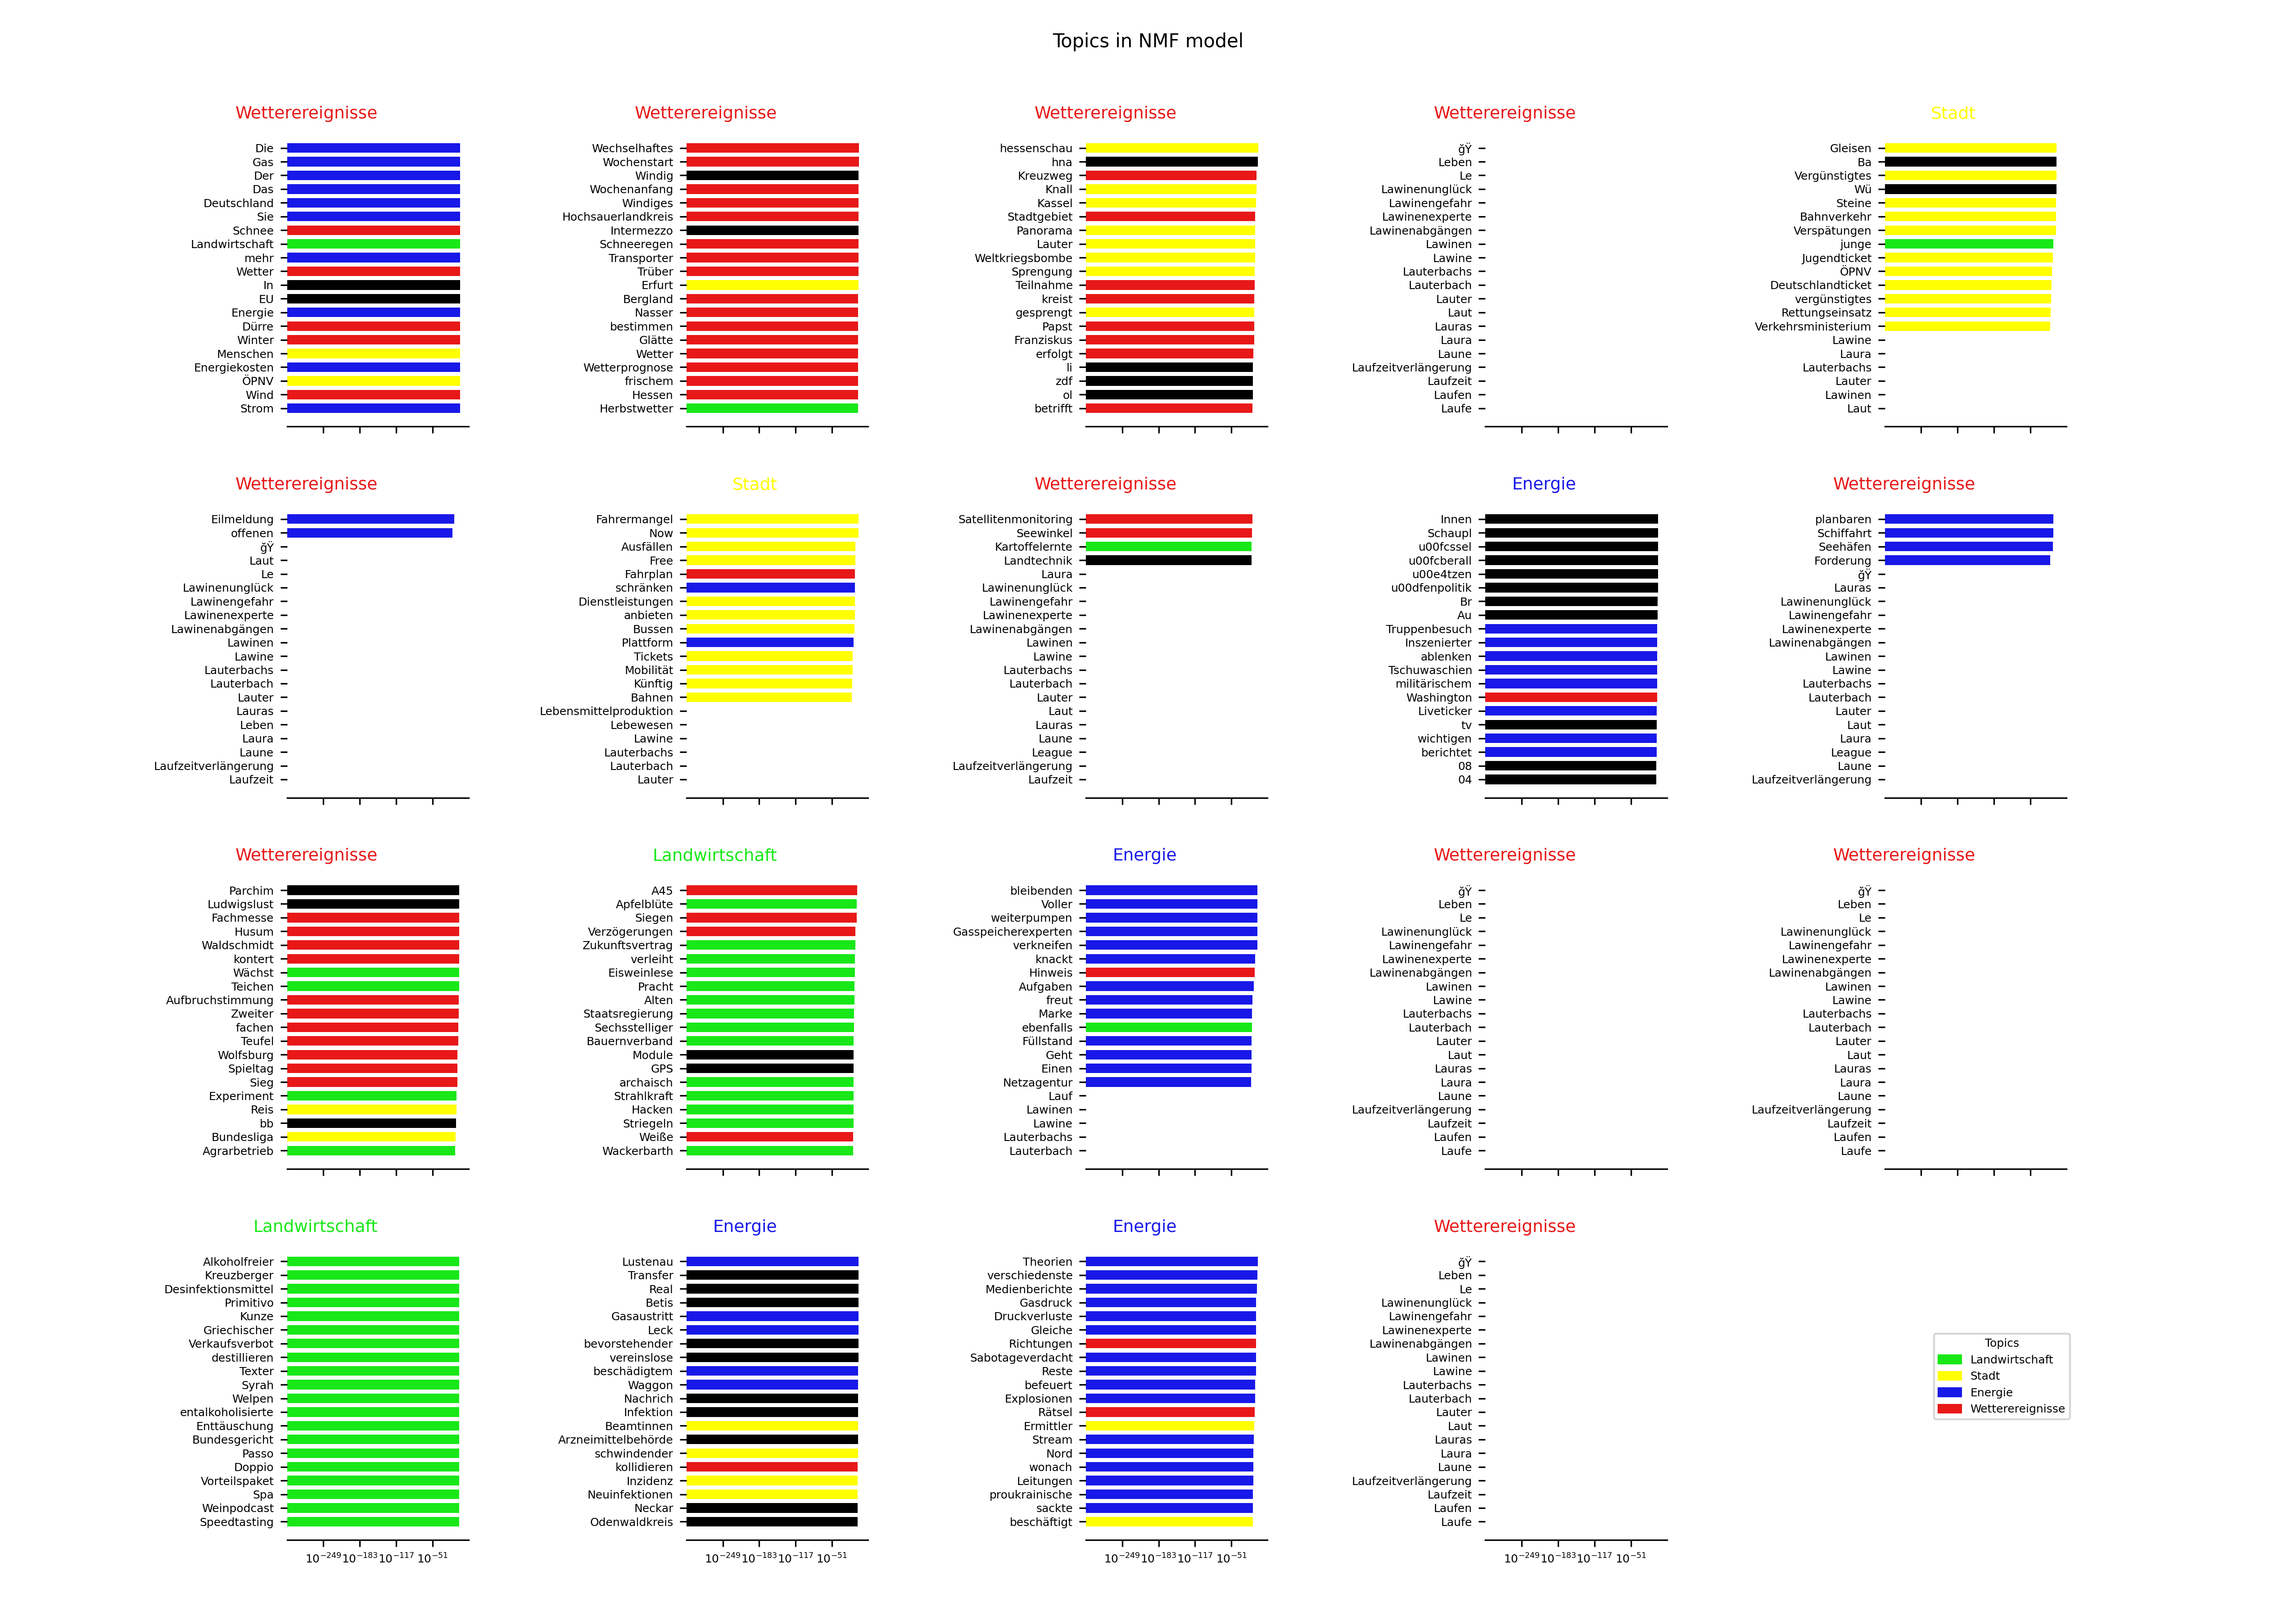 Topics in NMF model
Wetterereignisse
Die
Gas
Der
Das
Deutschland
Sie
Schnee
Landwirtschaft
mehr
Wetter
In
EU
Energie
Dürre
Winter
Menschen
Energiekosten
ÖPNV
Wind
Strom
Wetterereignisse
Wechselhaftes
Wochenstart
Windig
Wochenanfang
Windiges
Hochsauerlandkreis
Intermezzo
Schneeregen
Transporter
Trüber
Erfurt
Bergland
Nasser
bestimmen
Glätte
Wetter
Wetterprognose
frischem
Hessen
Herbstwetter
Wetterereignisse
hessenschau
hna
Kreuzweg
Knall
Kassel
Stadtgebiet
Panorama
Lauter
Weltkriegsbombe
Sprengung
Teilnahme
kreist
gesprengt
Papst
Franziskus
erfolgt
li
zdf
ol
betrifft
Wetterereignisse
ğŸ
Leben
Le
Lawinenunglück
Lawinengefahr
Lawinenexperte
Lawinenabgängen
Lawinen
Lawine
Lauterbachs
Lauterbach
Lauter
Laut
Lauras
Laura
Laune
Laufzeitverlängerung
Laufzeit
Laufen
Laufe
Stadt
Gleisen
Ba
Vergünstigtes
Wü
Steine
Bahnverkehr
Verspätungen
junge
Jugendticket
ÖPNV
Deutschlandticket
vergünstigtes
Rettungseinsatz
Verkehrsministerium
Lawine
Laura
Lauterbachs
Lauter
Lawinen
Laut
Wetterereignisse
Eilmeldung
offenen
ğŸ
Laut
Le
Lawinenunglück
Lawinengefahr
Lawinenexperte
Lawinenabgängen
Lawinen
Lawine
Lauterbachs
Lauterbach
Lauter
Lauras
Leben
Laura
Laune
Laufzeitverlängerung
Laufzeit
Stadt
Fahrermangel
Now
Ausfällen
Free
Fahrplan
schränken
Dienstleistungen
anbieten
Bussen
Plattform
Tickets
Mobilität
Künftig
Bahnen
Lebensmittelproduktion
Lebewesen
Lawine
Lauterbachs
Lauterbach
Lauter
Wetterereignisse
Satellitenmonitoring
Seewinkel
Kartoffelernte
Landtechnik
Laura
Lawinenunglück
Lawinengefahr
Lawinenexperte
Lawinenabgängen
Lawinen
Lawine
Lauterbachs
Lauterbach
Lauter
Laut
Lauras
Laune
League
Laufzeitverlängerung
Laufzeit
Energie
Innen
Schaupl
u00fcssel
u00fcberall
u00e4tzen
u00dfenpolitik
Br
Au
Truppenbesuch
Inszenierter
ablenken
Tschuwaschien
militärischem
Washington
Liveticker
tv
wichtigen
berichtet
08
04
Wetterereignisse
planbaren
Schiffahrt
Seehäfen
Forderung
ğŸ
Lauras
Lawinenunglück
Lawinengefahr
Lawinenexperte
Lawinenabgängen
Lawinen
Lawine
Lauterbachs
Lauterbach
Lauter
Laut
Laura
League
Laune
Laufzeitverlängerung
Wetterereignisse
Parchim
Ludwigslust
Fachmesse
Husum
Waldschmidt
kontert
Wächst
Teichen
Aufbruchstimmung
Zweiter
fachen
Teufel
Wolfsburg
Spieltag
Sieg
Experiment
Reis
bb
Bundesliga
Agrarbetrieb
Landwirtschaft
A45
Apfelblüte
Siegen
Verzögerungen
Zukunftsvertrag
verleiht
Eisweinlese
Pracht
Alten
Staatsregierung
Sechsstelliger
Bauernverband
Module
GPS
archaisch
Strahlkraft
Hacken
Striegeln
Weiße
Wackerbarth
Energie
bleibenden
Voller
weiterpumpen
Gasspeicherexperten
verkneifen
knackt
Hinweis
Aufgaben
freut
Marke
ebenfalls
Füllstand
Geht
Einen
Netzagentur
Lauf
Lawinen
Lawine
Lauterbachs
Lauterbach
Wetterereignisse
ğŸ
Leben
Le
Lawinenunglück
Lawinengefahr
Lawinenexperte
Lawinenabgängen
Lawinen
Lawine
Lauterbachs
Lauterbach
Lauter
Laut
Lauras
Laura
Laune
Laufzeitverlängerung
Laufzeit
Laufen
Laufe
Wetterereignisse
ğŸ
Leben
Le
Lawinenunglück
Lawinengefahr
Lawinenexperte
Lawinenabgängen
Lawinen
Lawine
Lauterbachs
Lauterbach
Lauter
Laut
Lauras
Laura
Laune
Laufzeitverlängerung
Laufzeit
Laufen
Laufe
Landwirtschaft
Alkoholfreier
Kreuzberger
Desinfektionsmittel
Primitivo
Kunze
Griechischer
Verkaufsverbot
destillieren
Texter
Syrah
Welpen
entalkoholisierte
Enttäuschung
Bundesgericht
Passo
Doppio
Vorteilspaket
Spa
Weinpodcast
Speedtasting
10⁻²⁴⁹ 10⁻¹⁸³ 10⁻¹¹⁷ 10⁻⁵¹
Energie
Lustenau
Transfer
Real
Betis
Gasaustritt
Leck
bevorstehender
vereinslose
beschädigtem
Waggon
Nachrich
Infektion
Beamtinnen
Arzneimittelbehörde
schwindender
kollidieren
Inzidenz
Neuinfektionen
Neckar
Odenwaldkreis
10⁻²⁴⁹ 10⁻¹⁸³ 10⁻¹¹⁷ 10⁻⁵¹
Energie
Theorien
verschiedenste
Medienberichte
Gasdruck
Druckverluste
Gleiche
Richtungen
Sabotageverdacht
Reste
befeuert
Explosionen
Rätsel
Ermittler
Stream
Nord
wonach
Leitungen
proukrainische
sackte
beschäftigt
10⁻²⁴⁹ 10⁻¹⁸³ 10⁻¹¹⁷ 10⁻⁵¹
Wetterereignisse
ğŸ
Leben
Le
Lawinenunglück
Lawinengefahr
Lawinenexperte
Lawinenabgängen
Lawinen
Lawine
Lauterbachs
Lauterbach
Lauter
Laut
Lauras
Laura
Laune
Laufzeitverlängerung
Laufzeit
Laufen
Laufe
10⁻²⁴⁹ 10⁻¹⁸³ 10⁻¹¹⁷ 10⁻⁵¹
Topics
Landwirtschaft
Stadt
Energie
Wetterereignisse